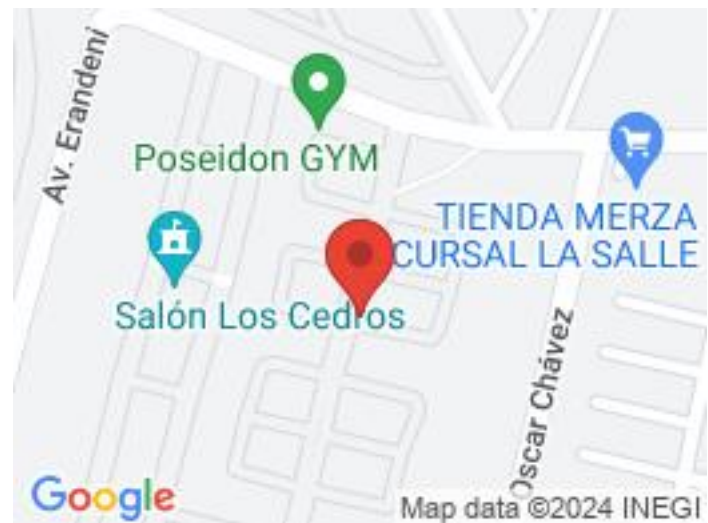 Av. Erandeni
Poseidon GYM
TIENDA MERZA
CURSAL LA SALLE
Salón Los Cedros
Oscar Chávez
Google
Map data ©2024 INEGI